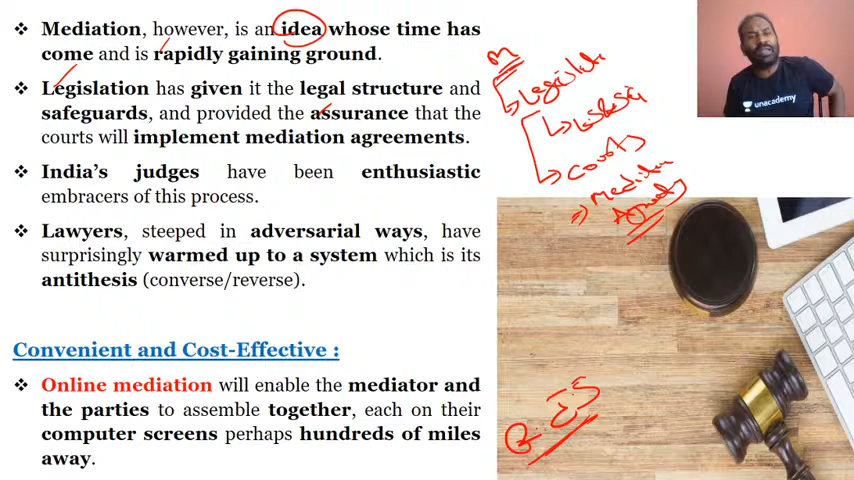 ❖ Mediation, however, is an idea whose time has
come and is rapidly gaining ground.
❖ Legislation has given it the legal structure and
safeguards, and provided the assurance that the
courts will implement mediation agreements.
❖ India's judges have been enthusiastic
embracers of this process.
❖ Lawyers, steeped in adversarial ways, have
surprisingly warmed up to a system which is its
antithesis (converse/reverse).
Convenient and Cost-Effective :
❖ Online mediation will enable the mediator and
the parties to assemble together, each on their
computer screens perhaps hundreds of miles
away.
M
Courts
unacademy